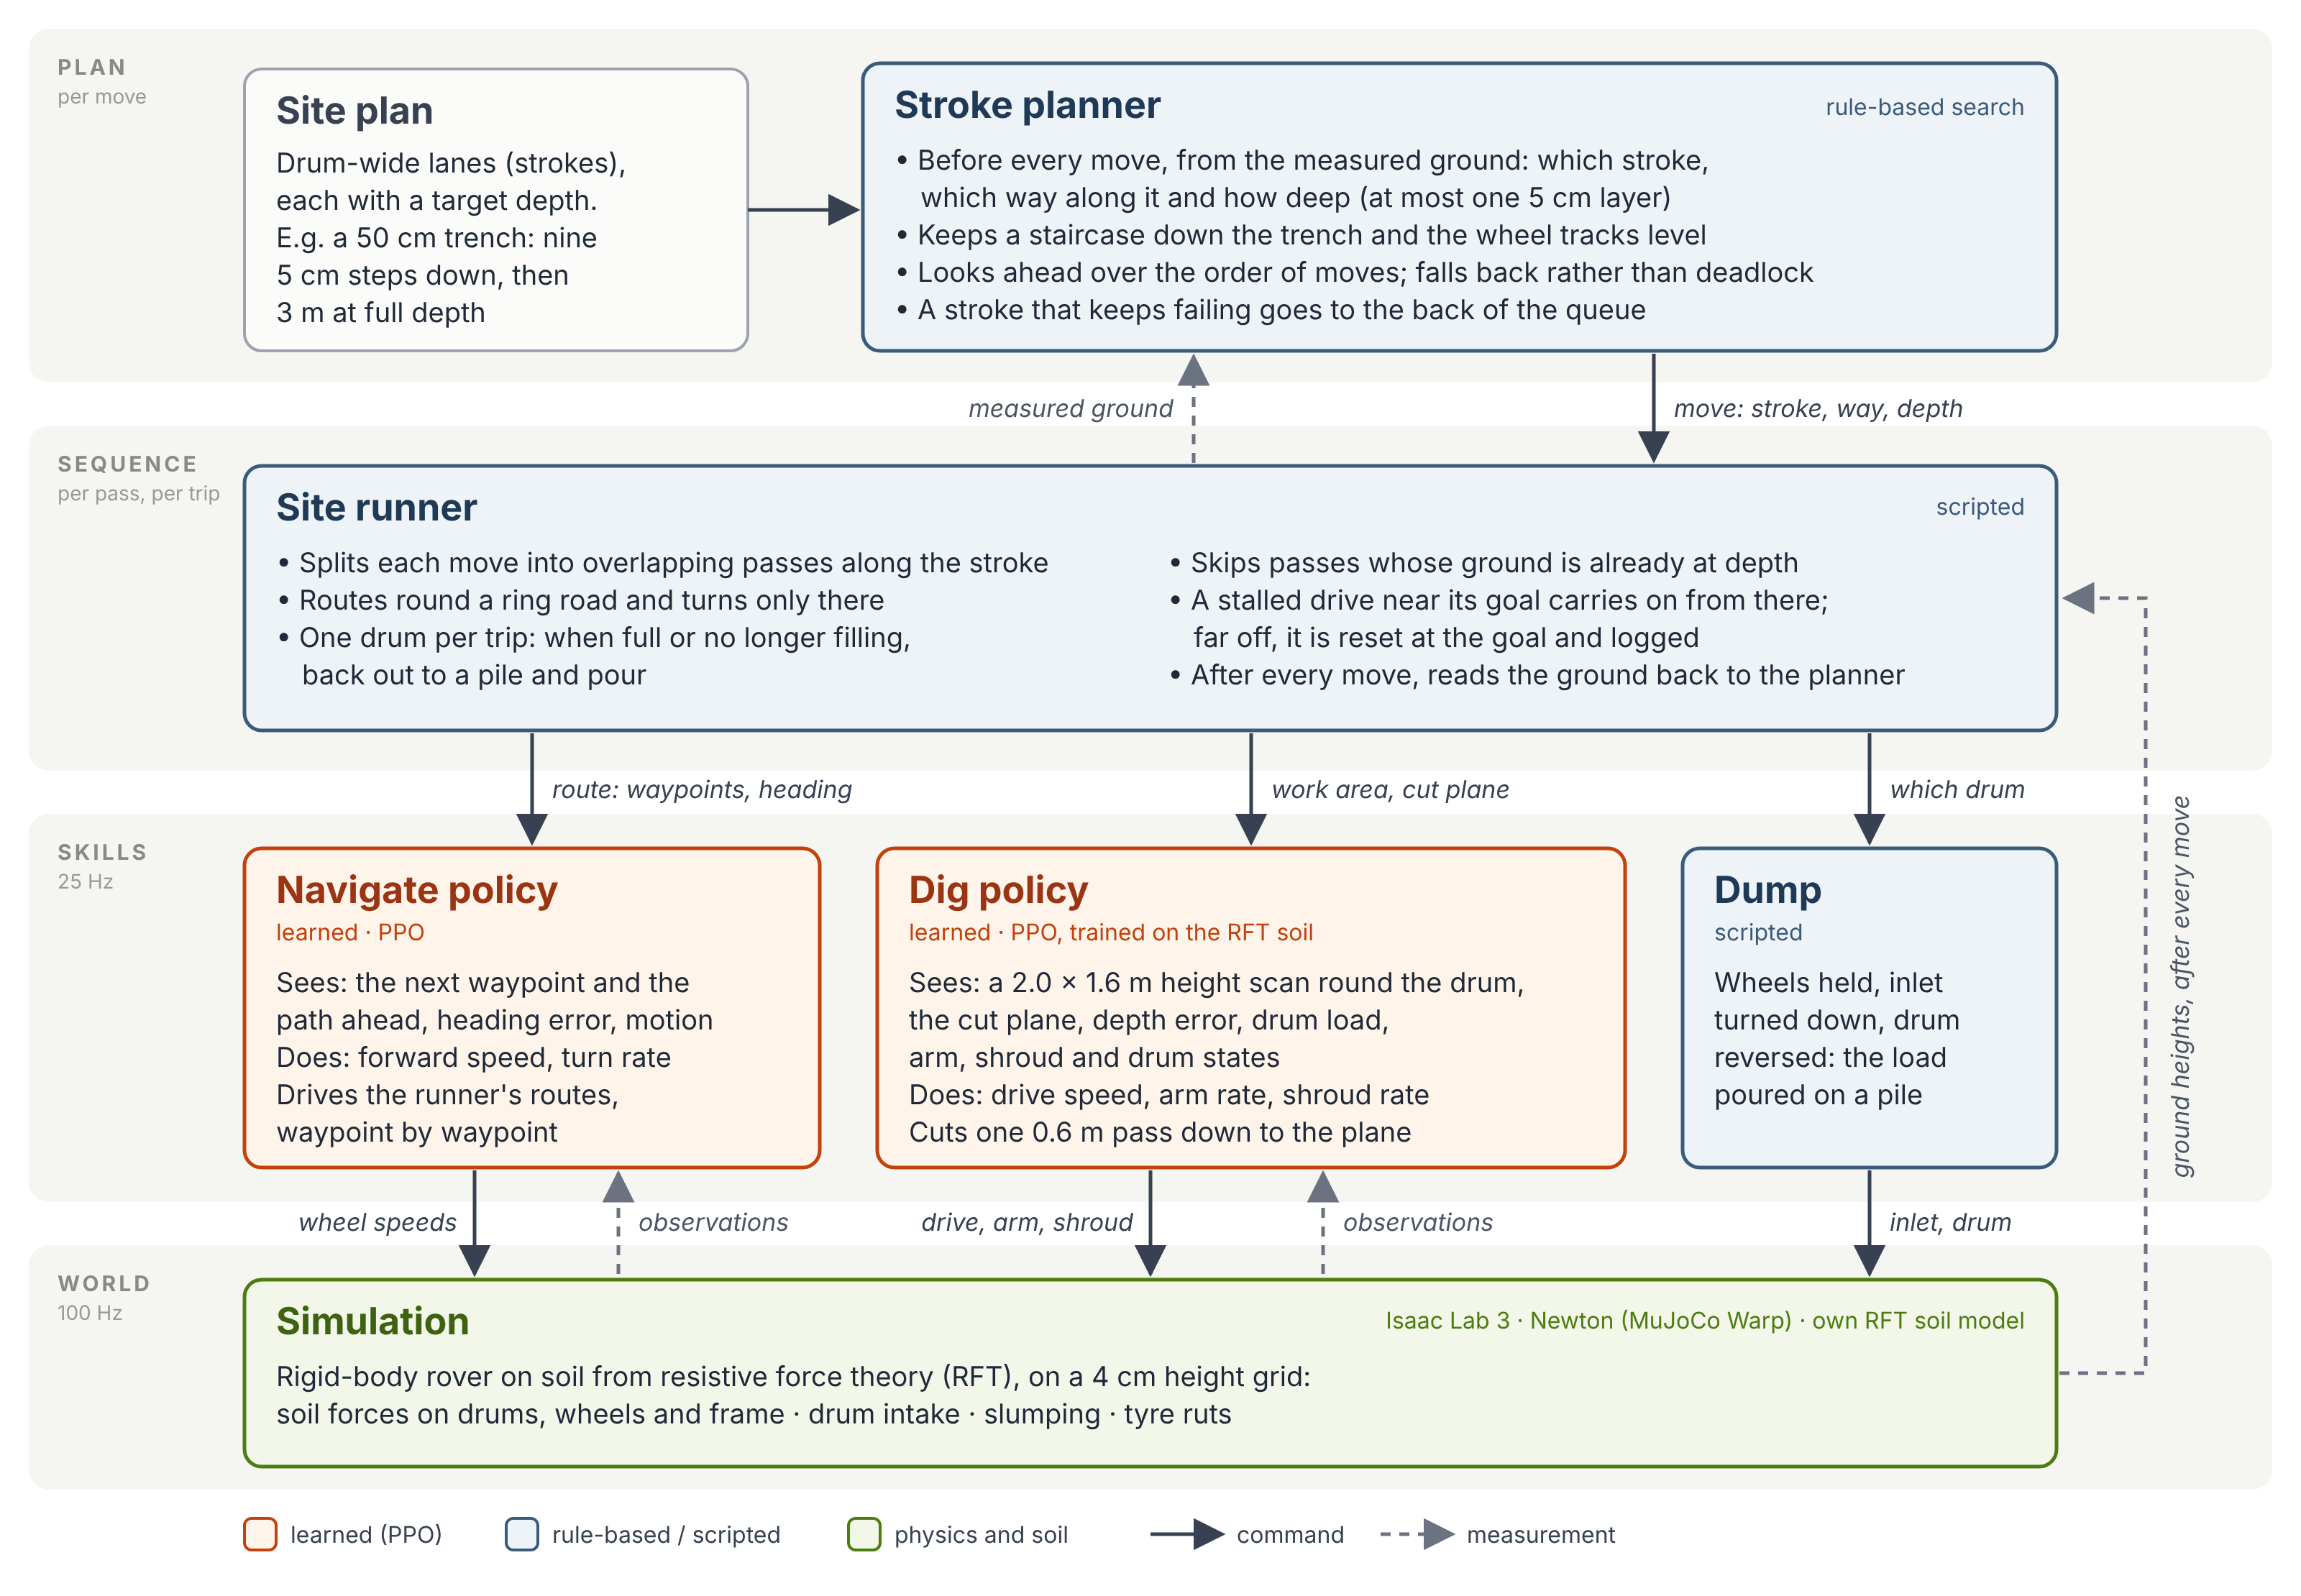 PLAN
per move
Site plan
Drum-wide lanes (strokes),
each with a target depth.
E.g. a 50 cm trench: nine
5 cm steps down, then
3 m at full depth
Stroke planner
rule-based search
• Before every move, from the measured ground: which stroke,
which way along it and how deep (at most one 5 cm layer)
• Keeps a staircase down the trench and the wheel tracks level
• Looks ahead over the order of moves; falls back rather than deadlock
• A stroke that keeps failing goes to the back of the queue
measured ground
move: stroke, way, depth
SEQUENCE
per pass, per trip
Site runner
scripted
• Splits each move into overlapping passes along the stroke
• Routes round a ring road and turns only there
• One drum per trip: when full or no longer filling,
back out to a pile and pour
• Skips passes whose ground is already at depth
• A stalled drive near its goal carries on from there;
far off, it is reset at the goal and logged
• After every move, reads the ground back to the planner
route: waypoints, heading
work area, cut plane
which drum
ground heights, after every move
SKILLS
25 Hz
Navigate policy
learned · PPO
Sees: the next waypoint and the
path ahead, heading error, motion
Does: forward speed, turn rate
Drives the runner's routes,
waypoint by waypoint
Dig policy
learned · PPO, trained on the RFT soil
Sees: a 2.0 × 1.6 m height scan round the drum,
the cut plane, depth error, drum load,
arm, shroud and drum states
Does: drive speed, arm rate, shroud rate
Cuts one 0.6 m pass down to the plane
Dump
scripted
Wheels held, inlet
turned down, drum
reversed: the load
poured on a pile
wheel speeds
observations
drive, arm, shroud
observations
inlet, drum
WORLD
100 Hz
Simulation
Isaac Lab 3 · Newton (MuJoCo Warp) · own RFT soil model
Rigid-body rover on soil from resistive force theory (RFT), on a 4 cm height grid:
soil forces on drums, wheels and frame · drum intake · slumping · tyre ruts
learned (PPO)
rule-based / scripted
physics and soil
command
measurement